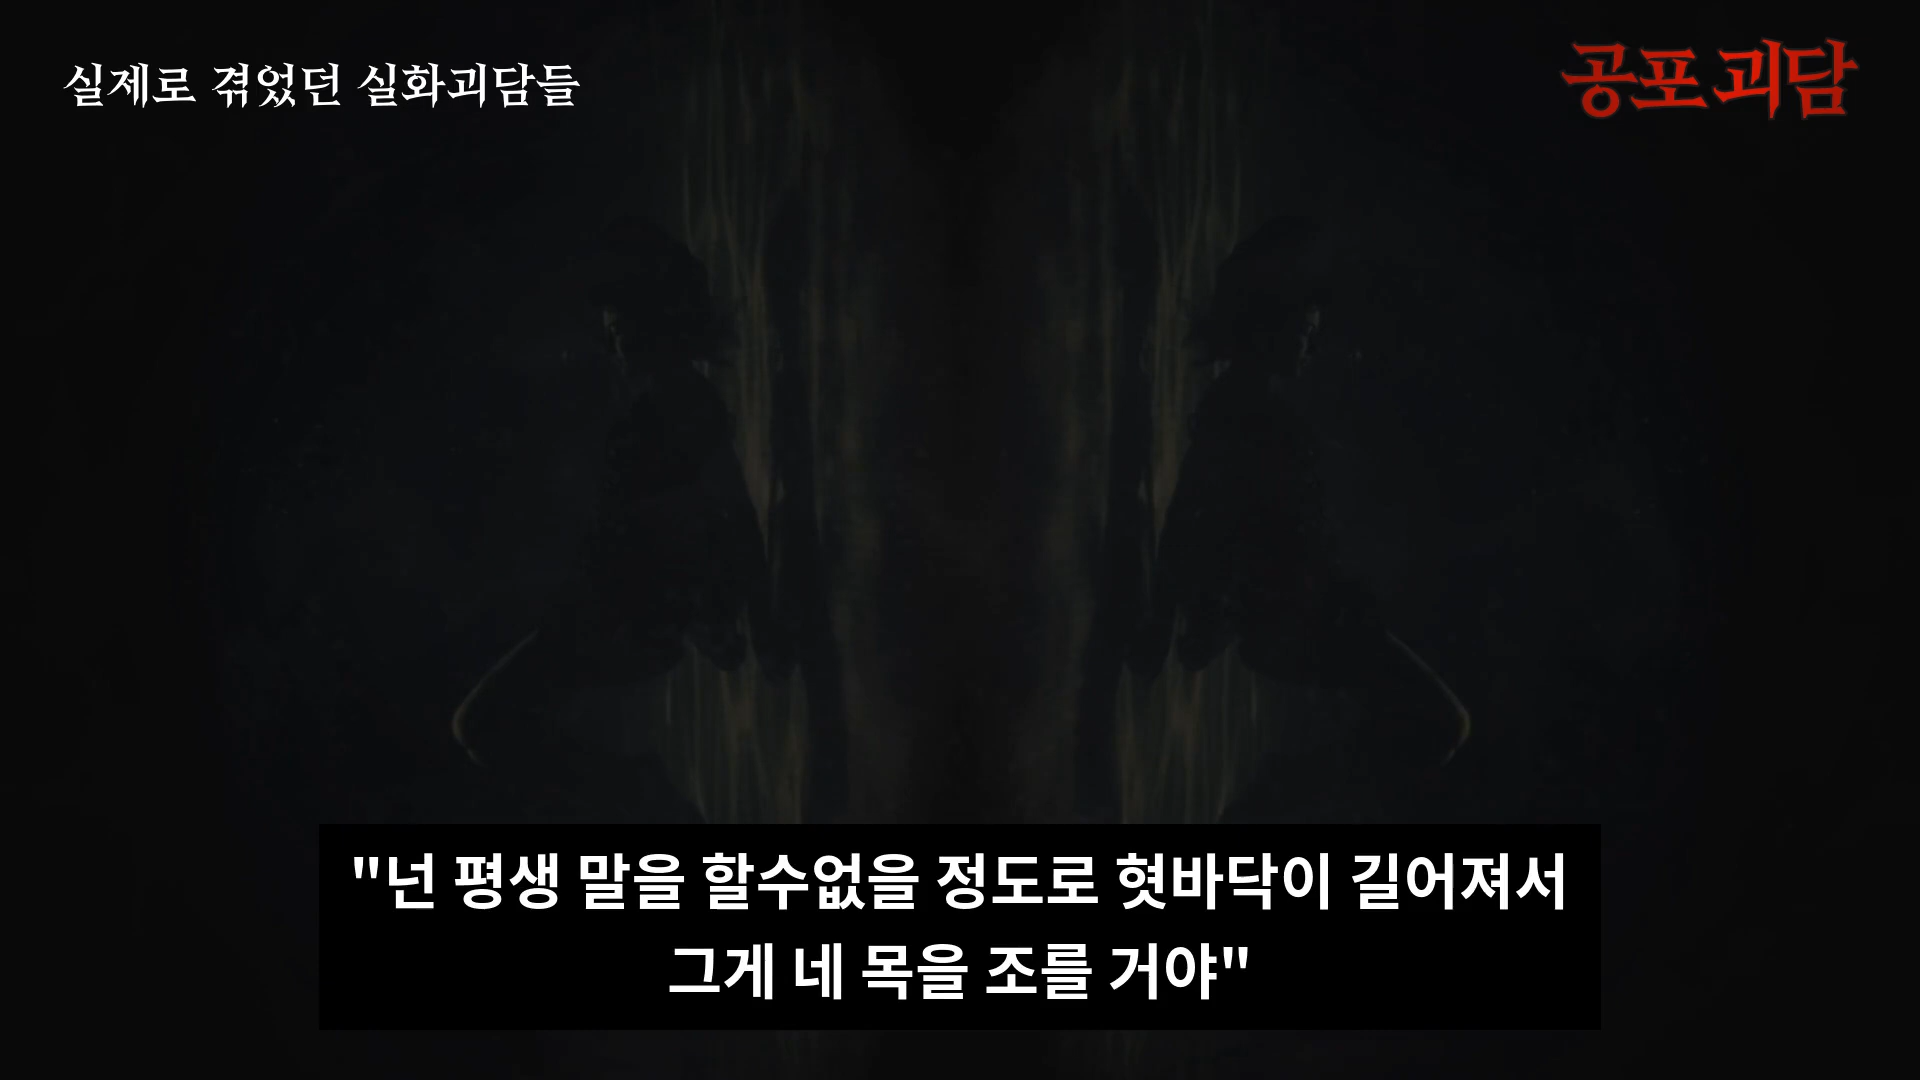 실제로 겪었던 실화괴담들
공포괴담
"넌 평생 말을 할수없을 정도로 혓바닥이 길어져서
그게 네 목을 조를 거야"